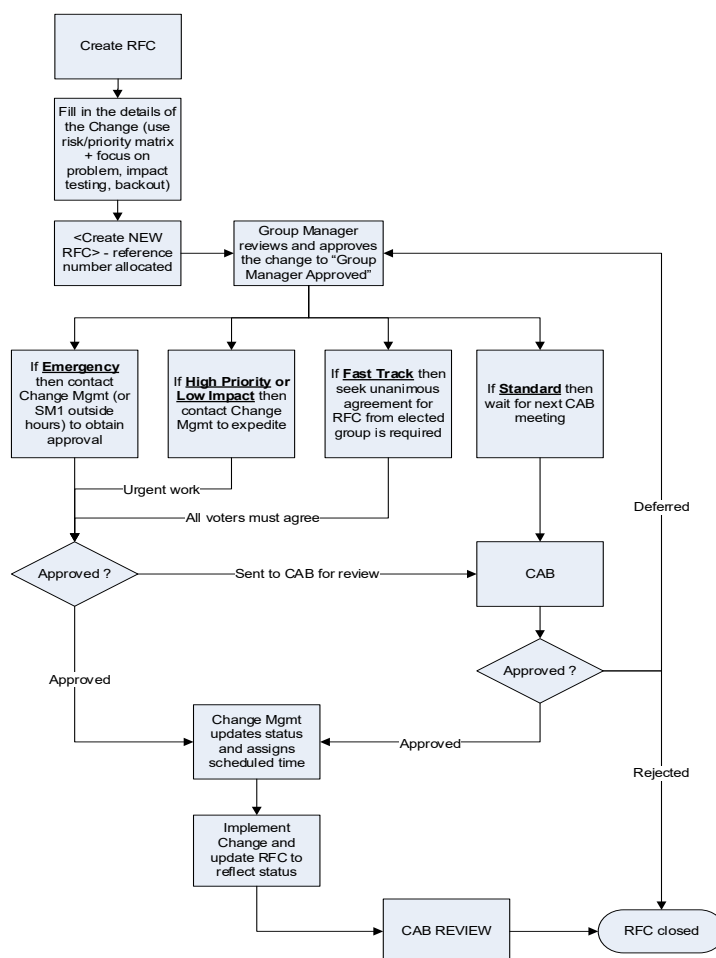 Create RFC
Fill in the details of
the Change (use
risk/priority matrix
+ focus on
problem, impact
testing, backout)
<Create NEW
RFC> - reference
number allocated
Group Manager
reviews and approves
the change to “Group
Manager Approved”
If Emergency
then contact
Change Mgmt (or
SM1 outside
hours) to obtain
approval
If High Priority or
Low Impact then
contact Change
Mgmt to expedite
If Fast Track then
seek unanimous
agreement for
RFC from elected
group is required
If Standard then
wait for next CAB
meeting
Urgent work
All voters must agree
Deferred
Approved ?
Sent to CAB for review
CAB
Approved ?
Approved
Change Mgmt
updates status
and assigns
scheduled time
Approved
Rejected
Implement
Change and
update RFC to
reflect status
CAB REVIEW
RFC closed